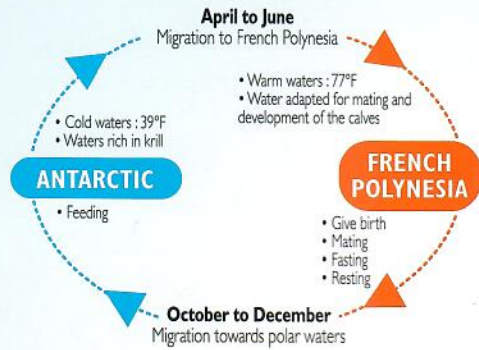 April to June
Migration to French Polynesia
• Cold waters : 39°F
• Waters rich in krill
ANTARCTIC
• Feeding
• Warm waters : 77°F
• Water adapted for mating and
development of the calves
FRENCH
POLYNESIA
• Give birth
• Mating
• Fasting
• Resting
October to December
Migration towards polar waters